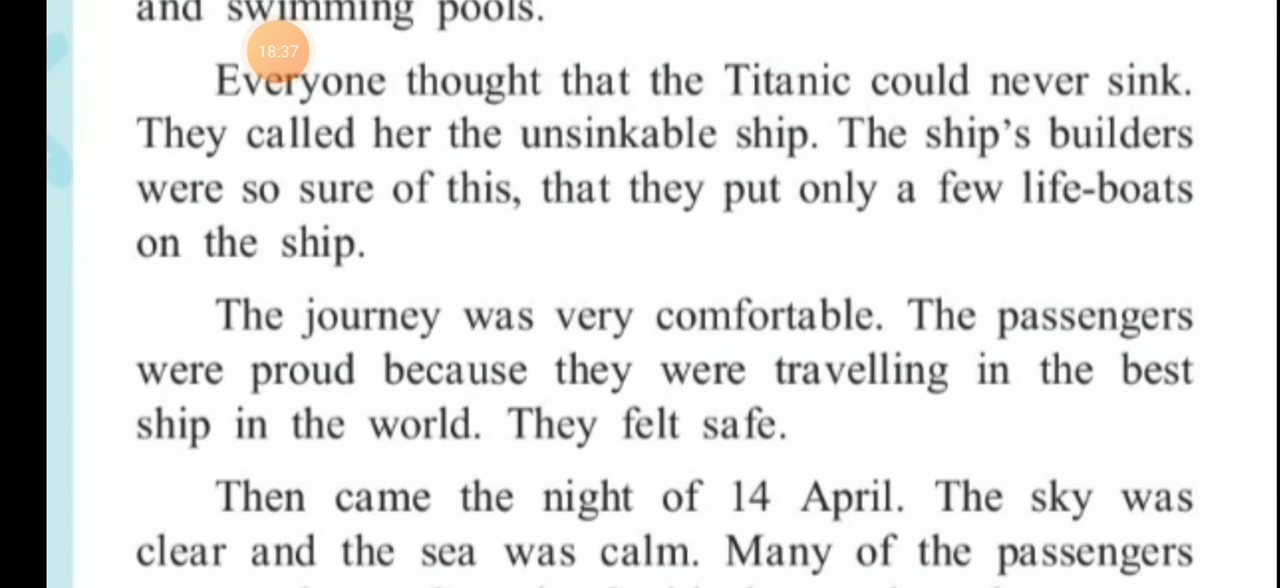 and swimming pools.
18:37
Everyone thought that the Titanic could never sink.
They called her the unsinkable ship. The ship's builders
were so sure of this, that they put only a few life-boats
on the ship.
The journey was very comfortable. The passengers
were proud because they were travelling in the best
ship in the world. They felt safe.
Then came the night of 14 April. The sky was
clear and the sea was calm. Many of the passengers